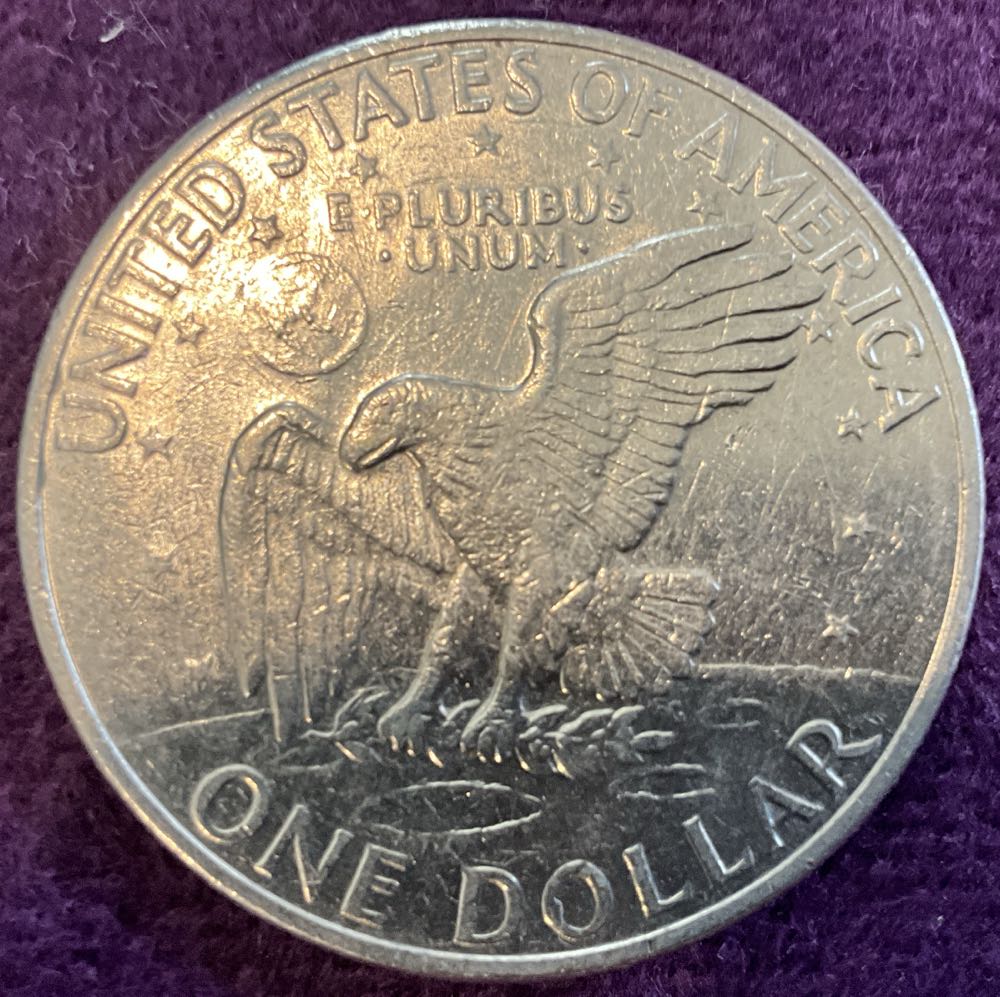 UNITED STATES OF AMERICA
E·PLURIBUS
·UNUM·
ONE DOLLAR